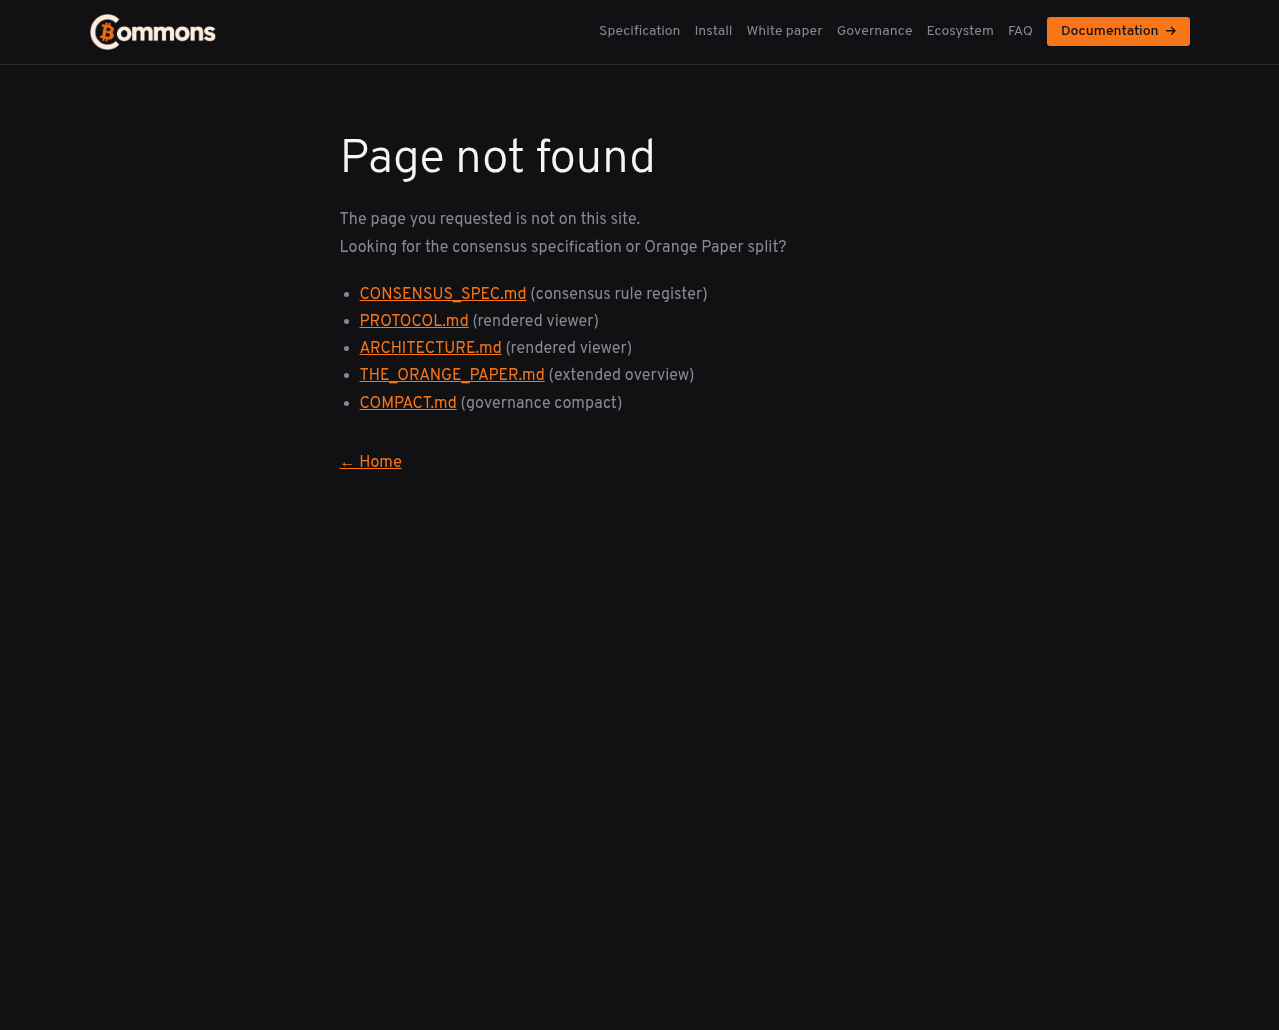 Commons
Specification Install White paper Governance Ecosystem FAQ Documentation →
Page not found
The page you requested is not on this site.
Looking for the consensus specification or Orange Paper split?
• CONSENSUS_SPEC.md (consensus rule register)
• PROTOCOL.md (rendered viewer)
• ARCHITECTURE.md (rendered viewer)
• THE_ORANGE_PAPER.md (extended overview)
• COMPACT.md (governance compact)
← Home